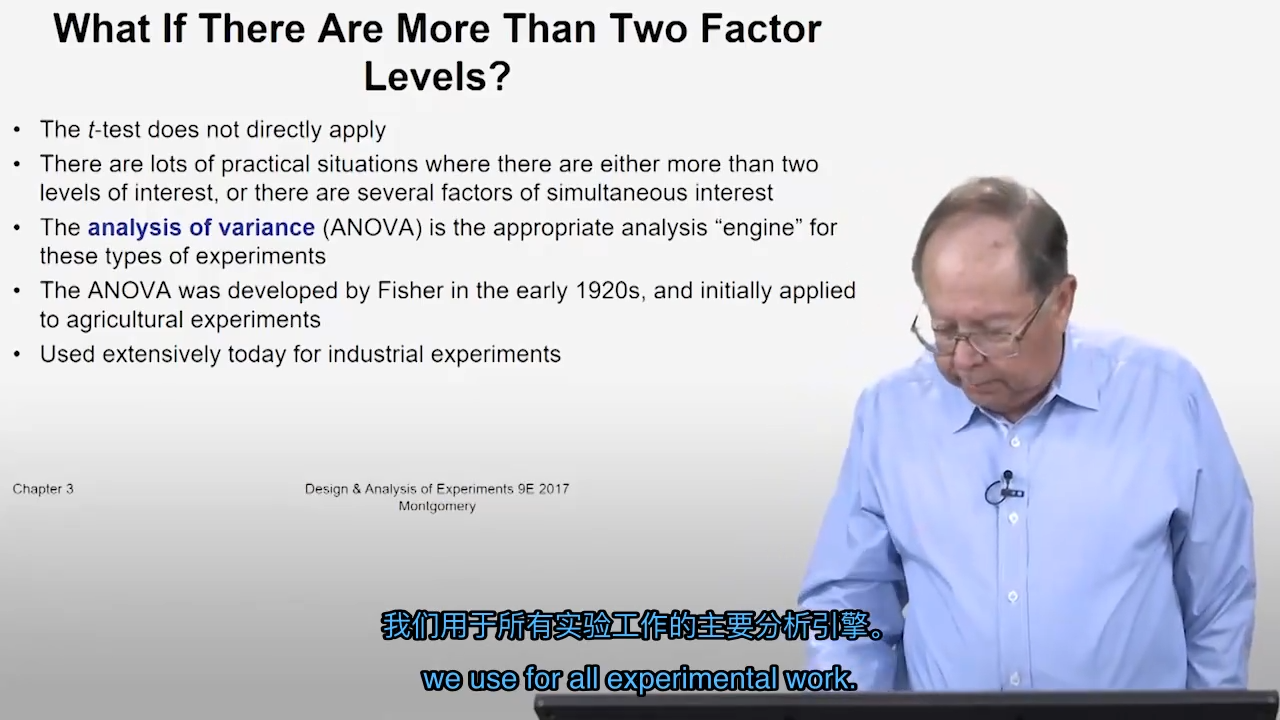 What If There Are More Than Two Factor
Levels?
• The t-test does not directly apply
• There are lots of practical situations where there are either more than two
levels of interest, or there are several factors of simultaneous interest
• The analysis of variance (ANOVA) is the appropriate analysis “engine” for
these types of experiments
• The ANOVA was developed by Fisher in the early 1920s, and initially applied
to agricultural experiments
• Used extensively today for industrial experiments
Chapter 3
Design & Analysis of Experiments 9E 2017
Montgomery
我们用于所有实验工作的主要分析引擎。
we use for all experimental work.